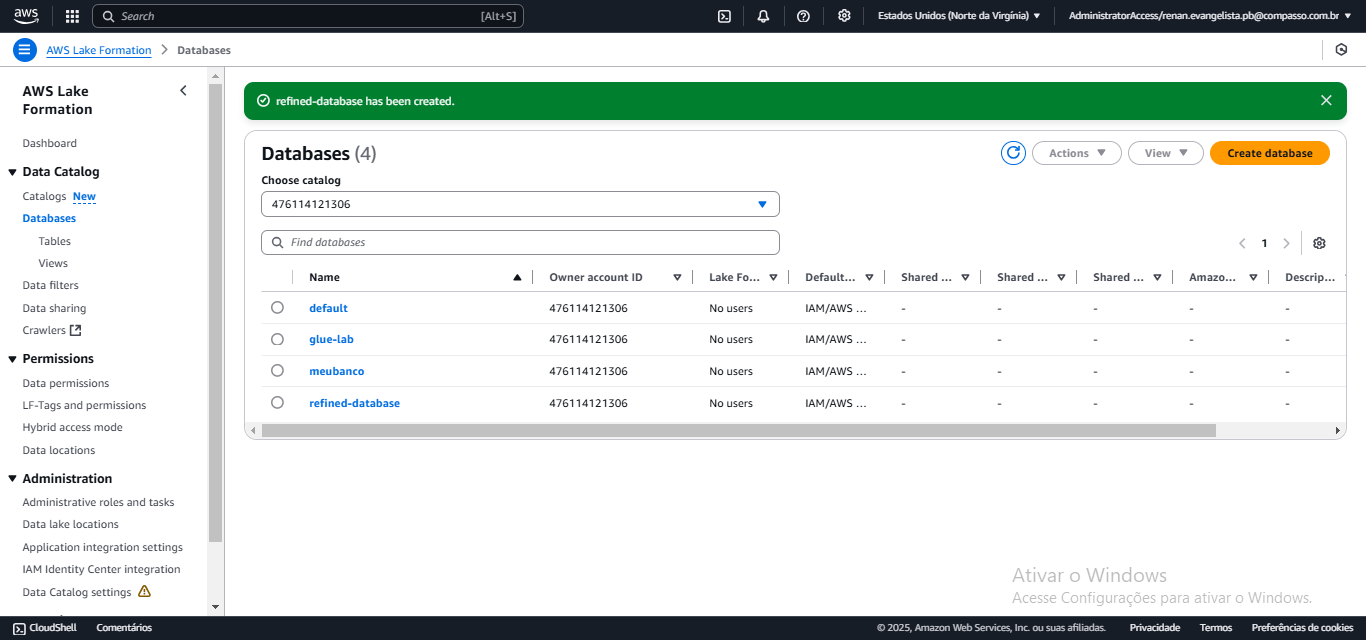 aws
Search
[Alt+S]
Estados Unidos (Norte da Virgínia)
AdministratorAccess/renan.evangelista.pb@compasso.com.br
AWS Lake Formation
Databases
AWS Lake
Formation
Dashboard
Data Catalog
Catalogs New
Databases
Tables
Views
Data filters
Data sharing
Crawlers
Permissions
Data permissions
LF-Tags and permissions
Hybrid access mode
Data locations
Administration
Administrative roles and tasks
Data lake locations
Application integration settings
IAM Identity Center integration
Data Catalog settings
refined-database has been created.
Databases (4)
Actions
View
Create database
Choose catalog
476114121306
Find databases
1
Name Owner account ID Lake Fo... Default... Shared ... Shared ... Shared ... Amazo... Descrip...
default 476114121306 No users IAM/AWS ... - - - - -
glue-lab 476114121306 No users IAM/AWS ... - - - - -
meubanco 476114121306 No users IAM/AWS ... - - - - -
refined-database 476114121306 No users IAM/AWS ... - - - - -
Ativar o Windows
Acesse Configurações para ativar o Windows.
CloudShell
Comentários
© 2025, Amazon Web Services, Inc. ou suas afiliadas.
Privacidade
Termos
Preferências de cookies